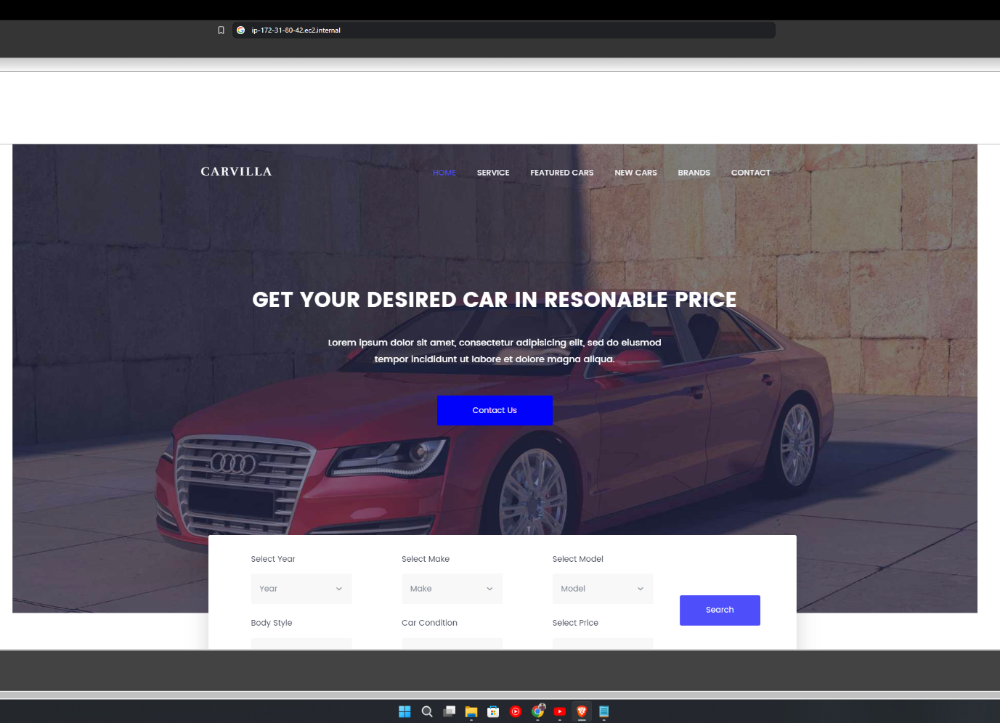 ip-172-31-80-42.ec2.internal
CARVILLA
HOME SERVICE FEATURED CARS NEW CARS BRANDS CONTACT
GET YOUR DESIRED CAR IN RESONABLE PRICE
Lorem ipsum dolor sit amet, consectetur adipisicing elit, sed do eiusmod
tempor incididunt ut labore et dolore magna aliqua.
Contact Us
Select Year Select Make Select Model
Year Make Model
Search
Body Style Car Condition Select Price